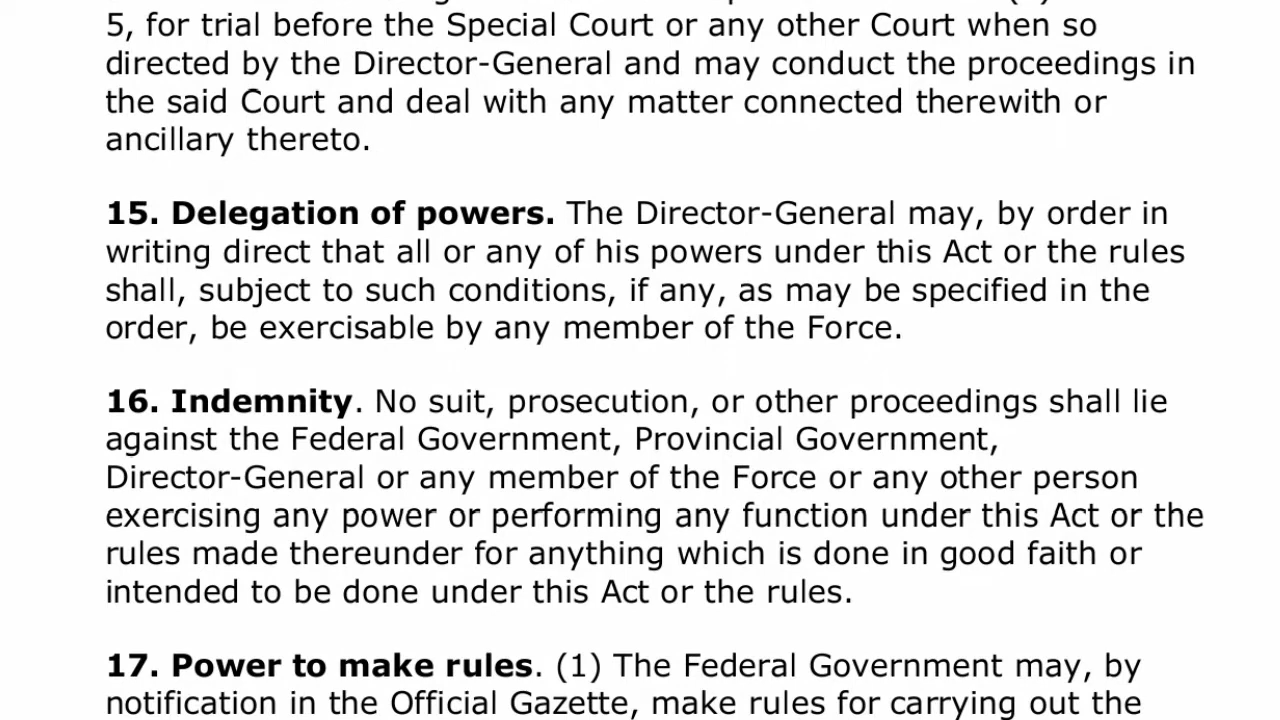 5, for trial before the Special Court or any other Court when so
directed by the Director-General and may conduct the proceedings in
the said Court and deal with any matter connected therewith or
ancillary thereto.
15. Delegation of powers. The Director-General may, by order in
writing direct that all or any of his powers under this Act or the rules
shall, subject to such conditions, if any, as may be specified in the
order, be exercisable by any member of the Force.
16. Indemnity. No suit, prosecution, or other proceedings shall lie
against the Federal Government, Provincial Government,
Director-General or any member of the Force or any other person
exercising any power or performing any function under this Act or the
rules made thereunder for anything which is done in good faith or
intended to be done under this Act or the rules.
17. Power to make rules. (1) The Federal Government may, by
notification in the Official Gazette, make rules for carrying out the